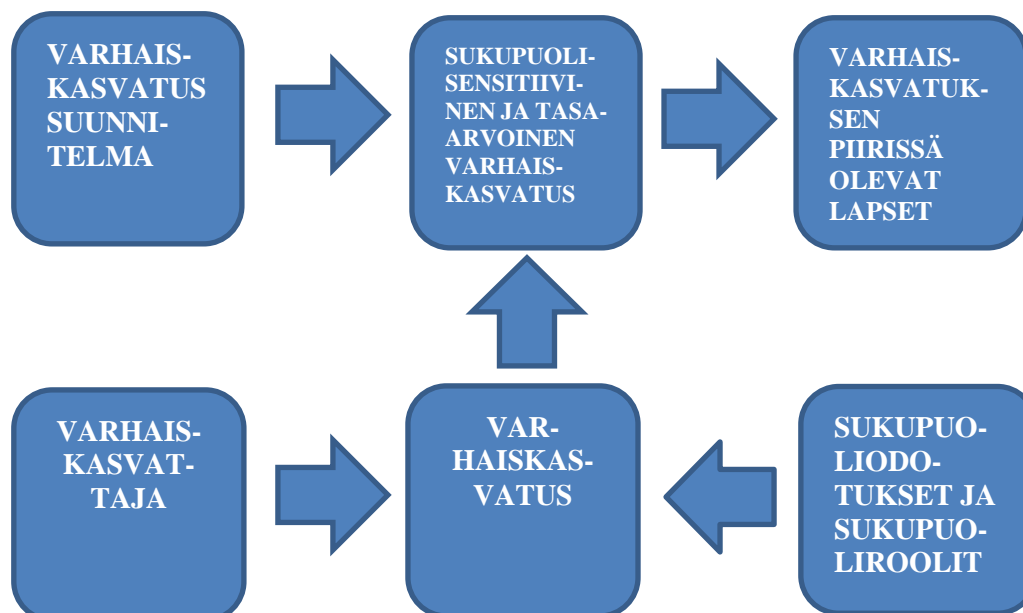 VARHAIS-
KASVATUS
SUUNNI-
TELMA
SUKUPUOLI-
SENSITIIVI-
NEN JA TASA-
ARVOINEN
VARHAIS-
KASVATUS
VARHAIS-
KASVATUK-
SEN
PIIRISSÄ
OLEVAT
LAPSET
VARHAIS-
KASVAT-
TAJA
VAR-
HAISKAS-
VATUS
SUKUPUO-
LIODO-
TUKSET JA
SUKUPUO-
LIROOLIT